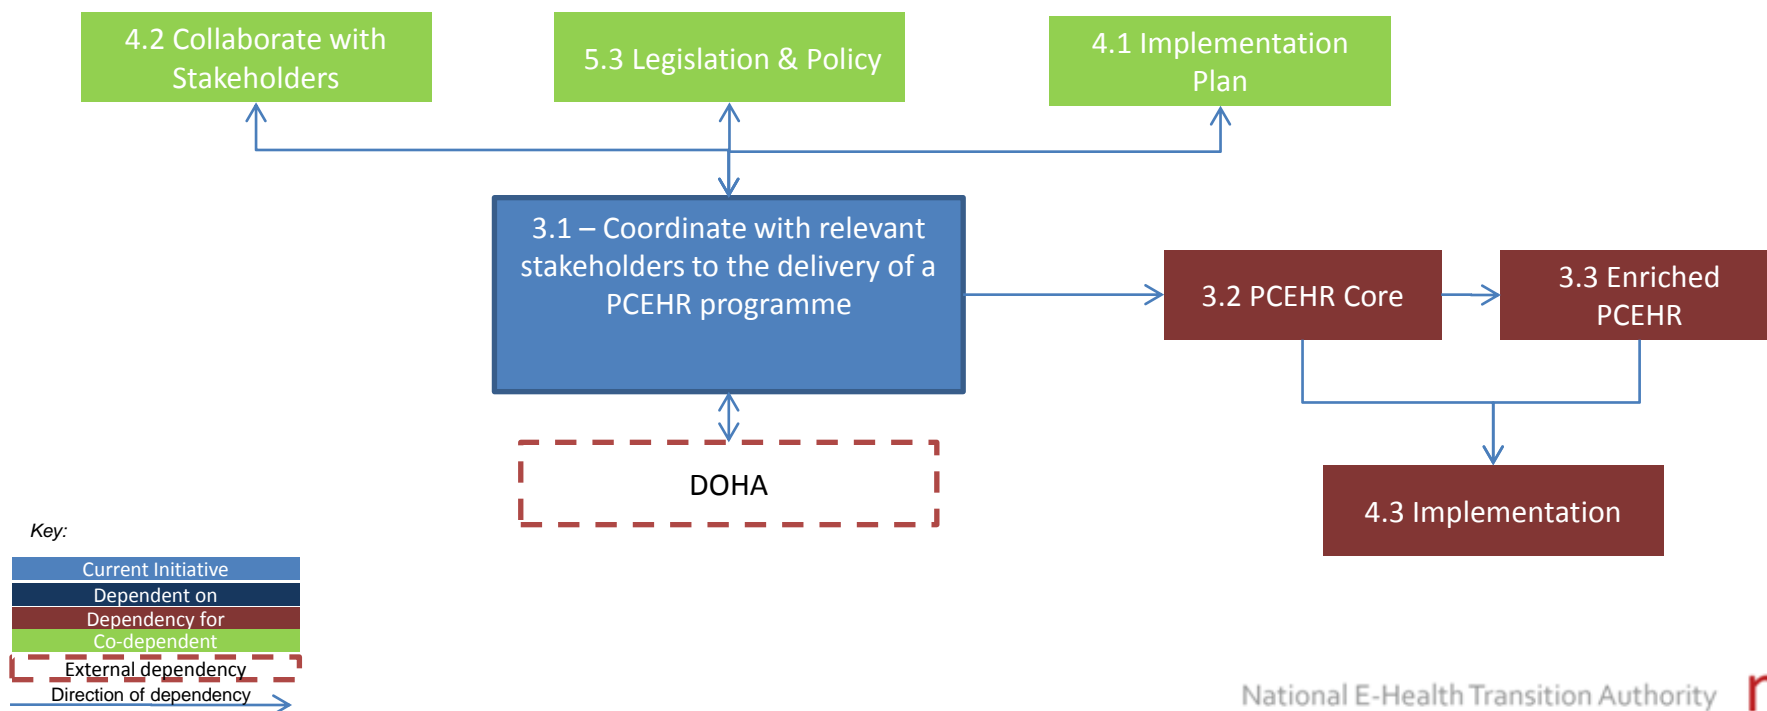 4.2 Collaborate with
Stakeholders
5.3 Legislation & Policy
4.1 Implementation
Plan
3.1 – Coordinate with relevant
stakeholders to the delivery of a
PCEHR programme
3.2 PCEHR Core
3.3 Enriched
PCEHR
DOHA
4.3 Implementation
Key:
Current Initiative
Dependent on
Dependency for
Co-dependent
External dependency
Direction of dependency
National E-Health Transition Authority